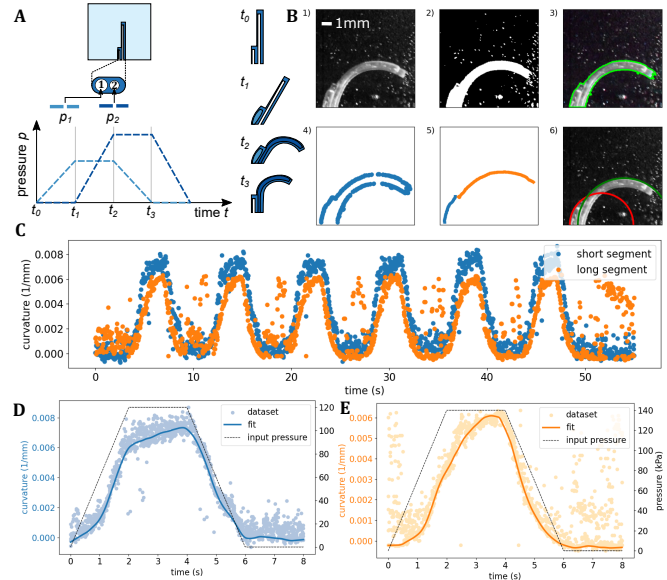 A
1
2
p1
p2
pressure p
t0
t1
t2
t3
time t
t0
t1
t2
t3
B
1)
1mm
2)
3)
4)
5)
6)
C
curvature (1/mm)
0.008
0.006
0.004
0.002
0.000
short segment
long segment
0
10
20
30
40
50
time (s)
D
curvature (1/mm)
0.008
0.006
0.004
0.002
0.000
dataset
fit
input pressure
120
100
80
60
40
20
0
0
1
2
3
4
5
6
7
8
time (s)
E
curvature (1/mm)
0.006
0.005
0.004
0.003
0.002
0.001
0.000
dataset
fit
input pressure
140
120
100
80
60
40
20
0
pressure (kPa)
0
1
2
3
4
5
6
7
8
time (s)